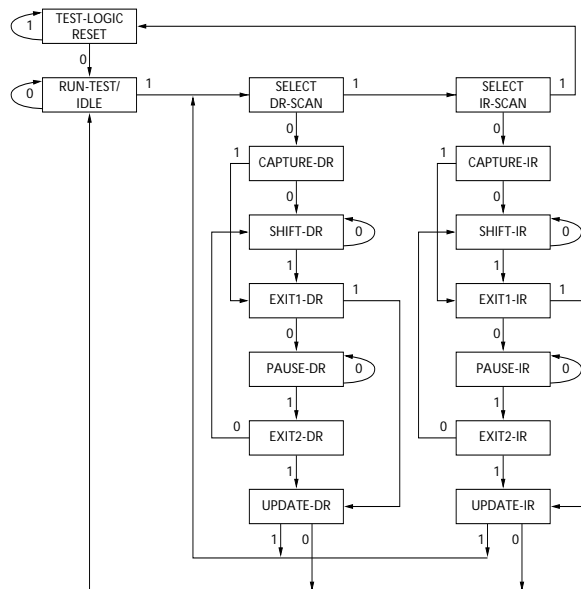 TEST-LOGIC
RESET
1
0
RUN-TEST/
IDLE
0
1
SELECT
DR-SCAN
1
SELECT
IR-SCAN
1
0
0
1
CAPTURE-DR
1
CAPTURE-IR
0
0
SHIFT-DR
0
SHIFT-IR
0
1
1
EXIT1-DR
1
EXIT1-IR
1
0
0
PAUSE-DR
0
PAUSE-IR
0
1
1
0
EXIT2-DR
0
EXIT2-IR
1
1
UPDATE-DR
UPDATE-IR
1
0
1
0